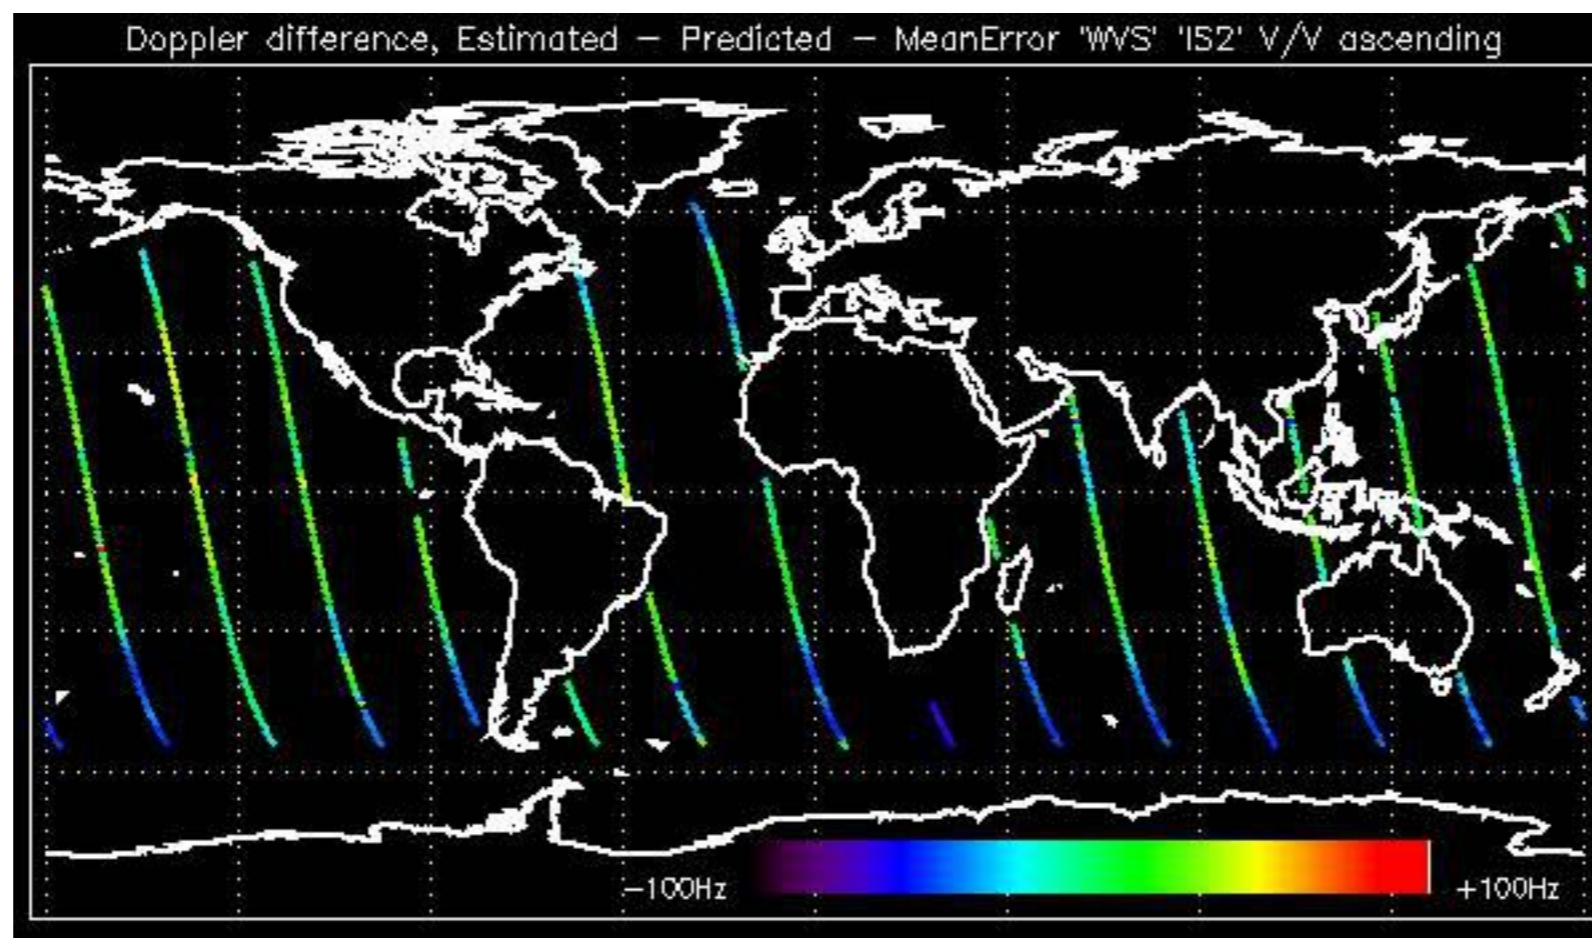 Doppler difference, Estimated – Predicted – MeanError 'WVS' 'IS2' V/V ascending
−100Hz
+100Hz